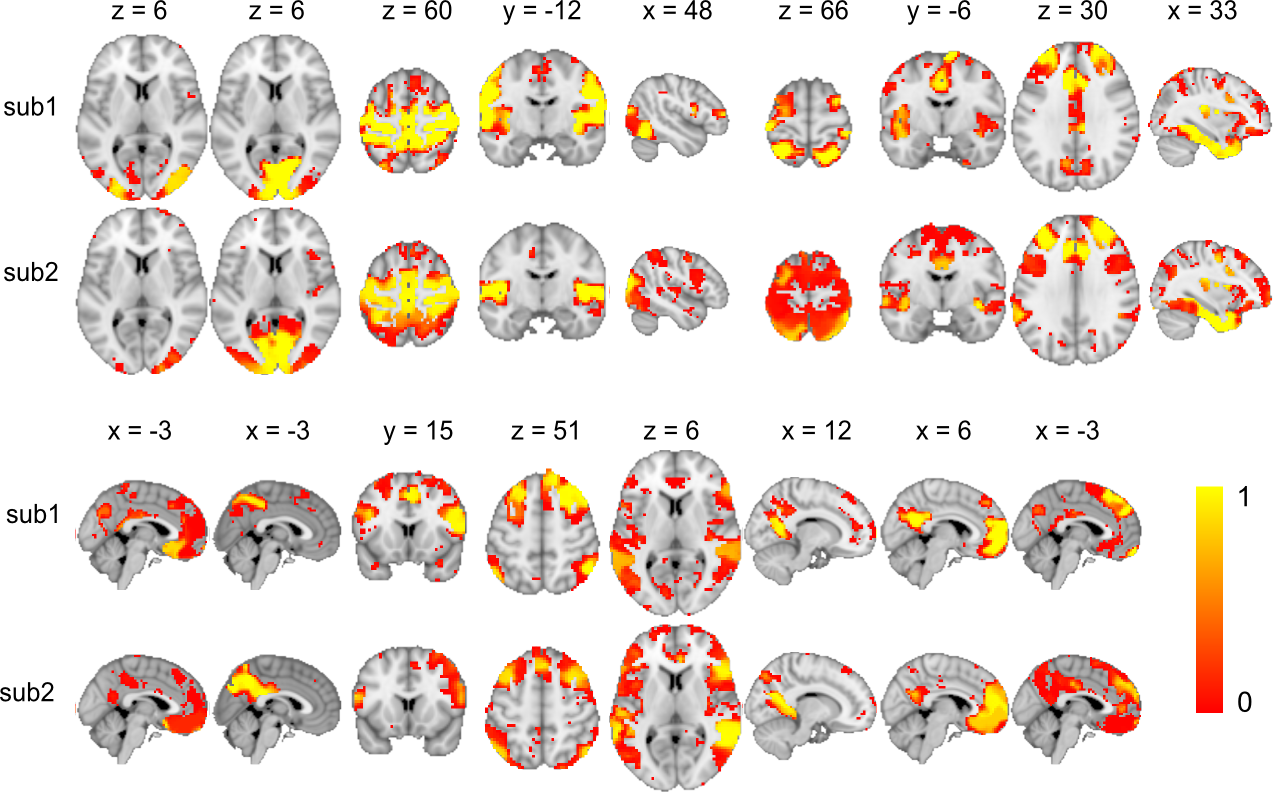 z = 6 z = 6 z = 60 y = -12 x = 48 z = 66 y = -6 z = 30 x = 33
sub1
sub2
x = -3 x = -3 y = 15 z = 51 z = 6 x = 12 x = 6 x = -3
1
sub1
sub2
0